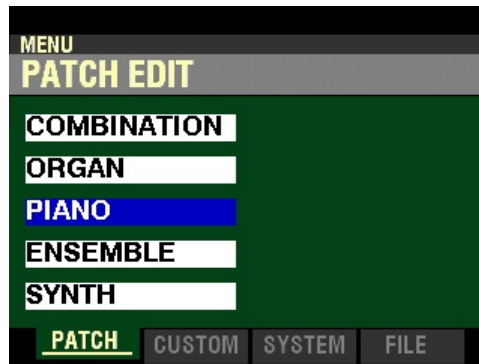 MENU
PATCH EDIT
COMBINATION
ORGAN
PIANO
ENSEMBLE
SYNTH
PATCH CUSTOM SYSTEM FILE